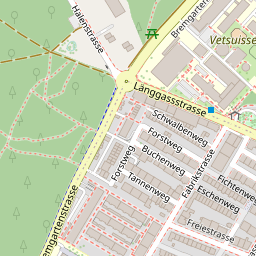 Halenstrasse
Bremgarten
Vetsuisse
Länggassstrasse
Schwalbenweg
Forstweg
Buchenweg
Forstweg
Tannenweg
Fabrikstrasse
Fichtenweg
Eschenweg
Freiestrasse
Bremgartenstrasse